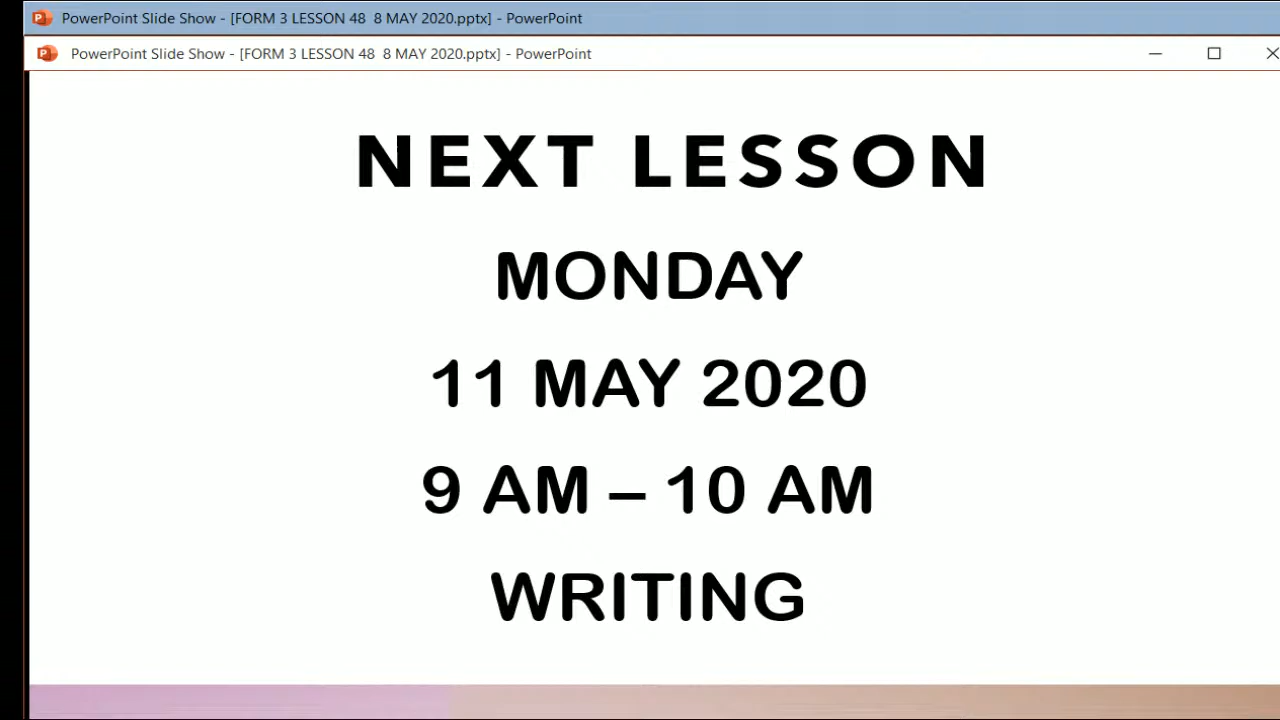 PowerPoint Slide Show - [FORM 3 LESSON 48  8 MAY 2020.pptx] - PowerPoint
PowerPoint Slide Show - [FORM 3 LESSON 48  8 MAY 2020.pptx] - PowerPoint
NEXT LESSON
MONDAY
11 MAY 2020
9 AM – 10 AM
WRITING